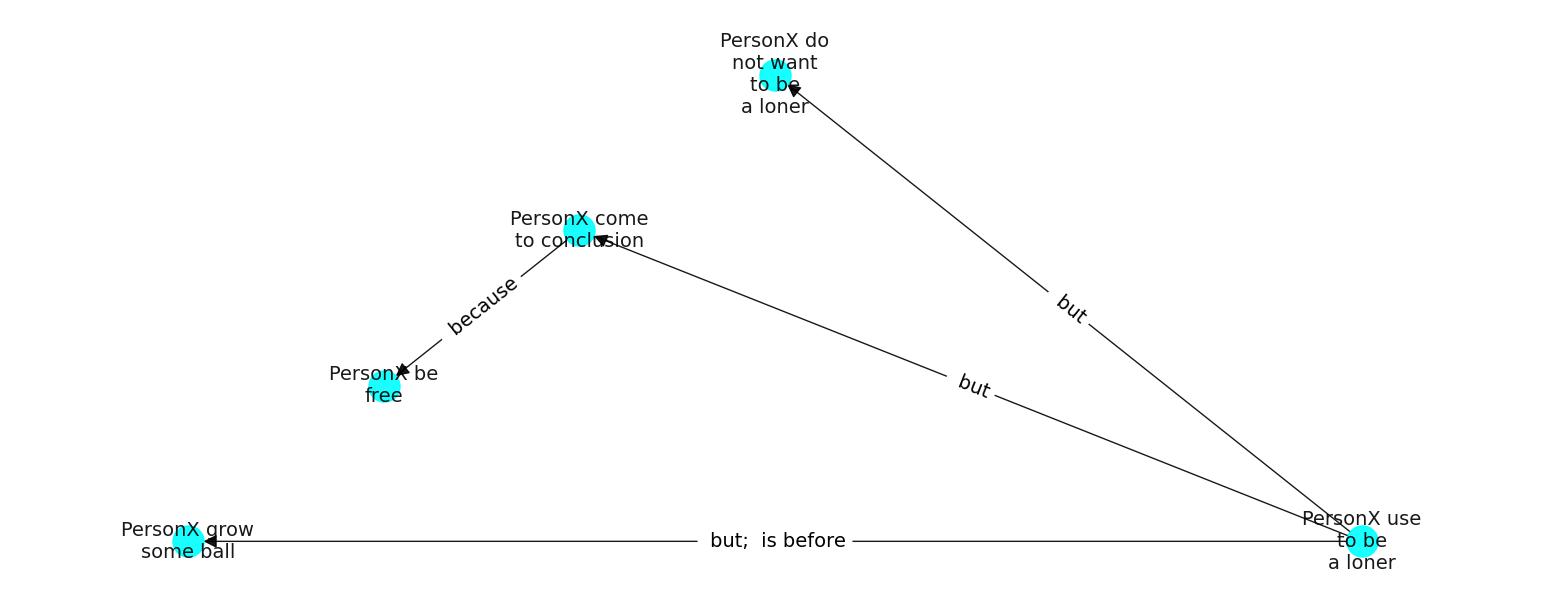 PersonX do
not want
to be
a loner
PersonX come
to conclusion
because
but
PersonX be
free
but
PersonX grow
some ball
but;  is before
PersonX use
to be
a loner